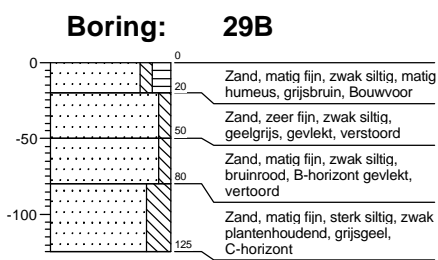 Boring: 29B
0
0
Zand, matig fijn, zwak siltig, matig
humeus, grijsbruin, Bouwvoor
20
Zand, zeer fijn, zwak siltig,
geelgrijs, gevlekt, verstoord
50
-50
Zand, matig fijn, zwak siltig,
bruinrood, B-horizont gevlekt,
vertoord
80
Zand, matig fijn, sterk siltig, zwak
plantenhoudend, grijsgeel,
C-horizont
-100
125